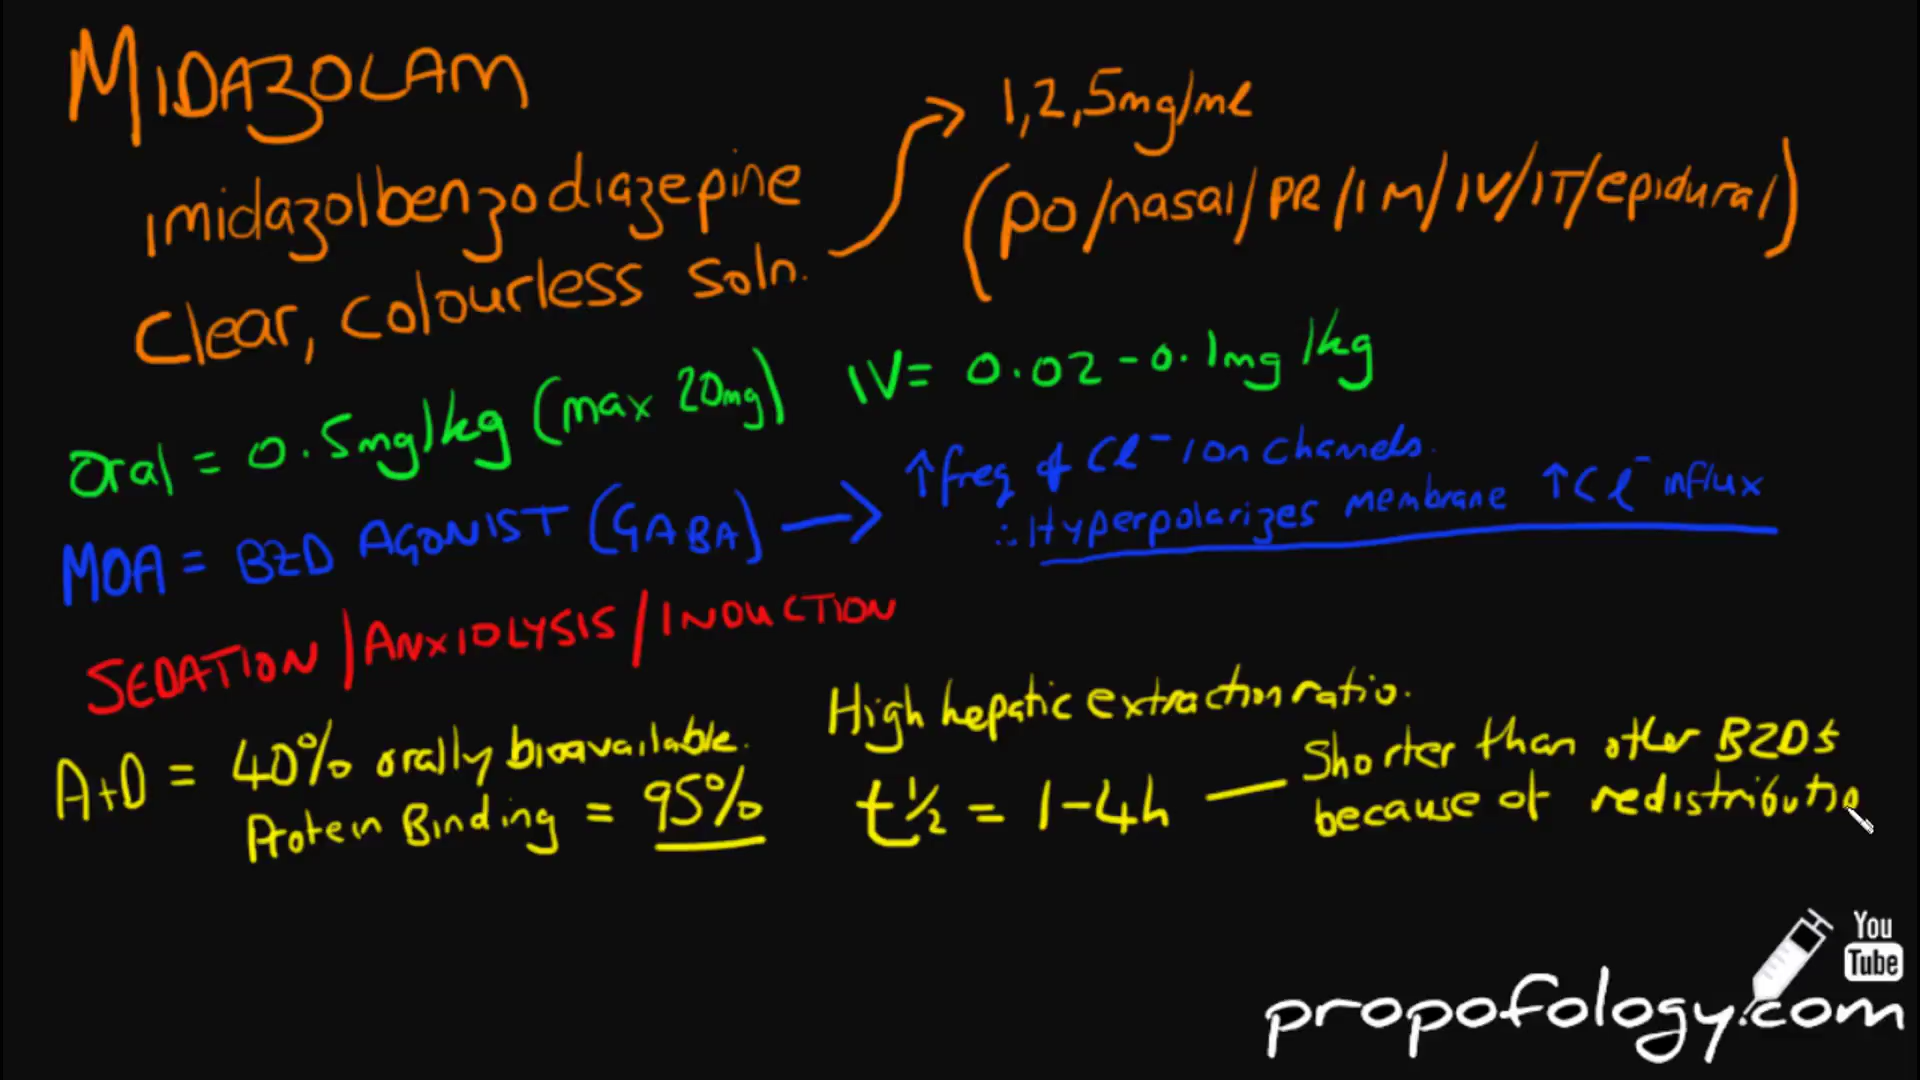 MIDAZOLAM
imidazolbenzodiazepine
Clear, colourless soln.
1,2,5mg/ml
(PO/nasal/PR/IM/IV/IT/epidural)
Oral = 0.5mg/kg (max 20mg) IV = 0.02 - 0.1mg/kg
MOA = BZD AGONIST (GABA) → ↑freq of Cl⁻ ion channels.
∴ Hyperpolarizes membrane ↑Cl⁻ influx
SEDATION/ANXIOLYSIS/INDUCTION
A+D = 40% orally bioavailable.
Protein Binding = 95%
High hepatic extraction ratio.
t½ = 1-4h — Shorter than other BZDs
because of redistributio
You
Tube
propofology.com